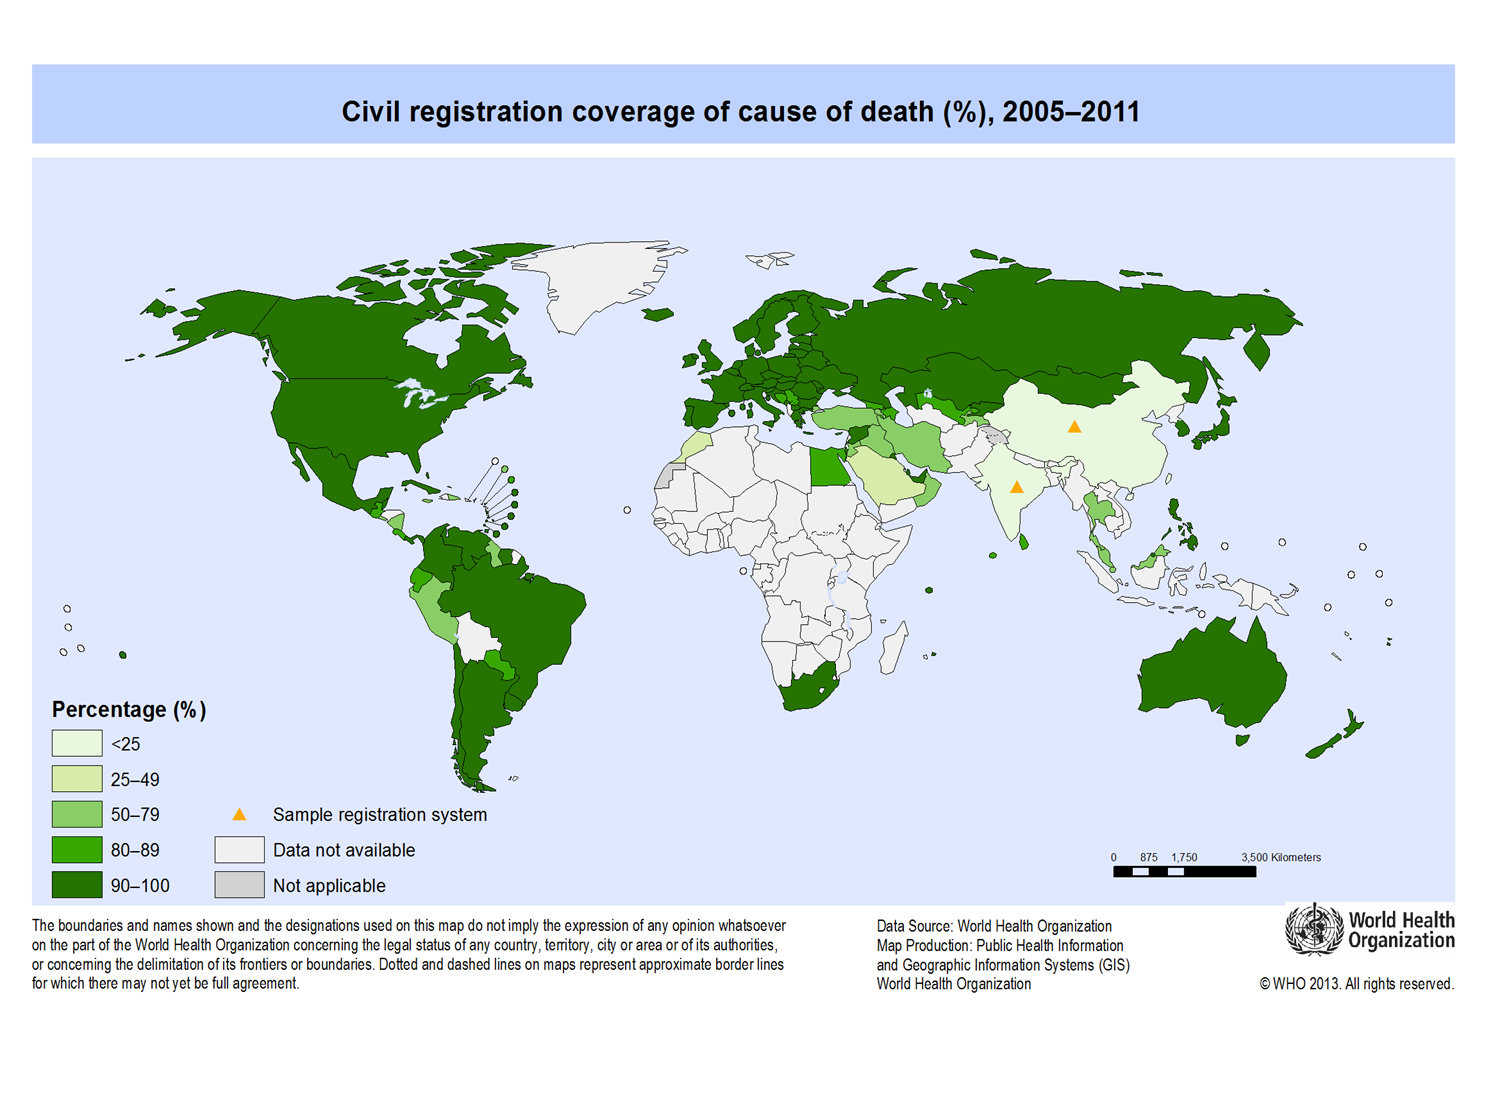 Civil registration coverage of cause of death (%), 2005–2011
Percentage (%)
<25
25–49
50–79
80–89
90–100
Sample registration system
Data not available
Not applicable
0 875 1,750 3,500 Kilometers
The boundaries and names shown and the designations used on this map do not imply the expression of any opinion whatsoever
on the part of the World Health Organization concerning the legal status of any country, territory, city or area or of its authorities,
or concerning the delimitation of its frontiers or boundaries. Dotted and dashed lines on maps represent approximate border lines
for which there may not yet be full agreement.
Data Source: World Health Organization
Map Production: Public Health Information
and Geographic Information Systems (GIS)
World Health Organization
World Health
Organization
© WHO 2013. All rights reserved.